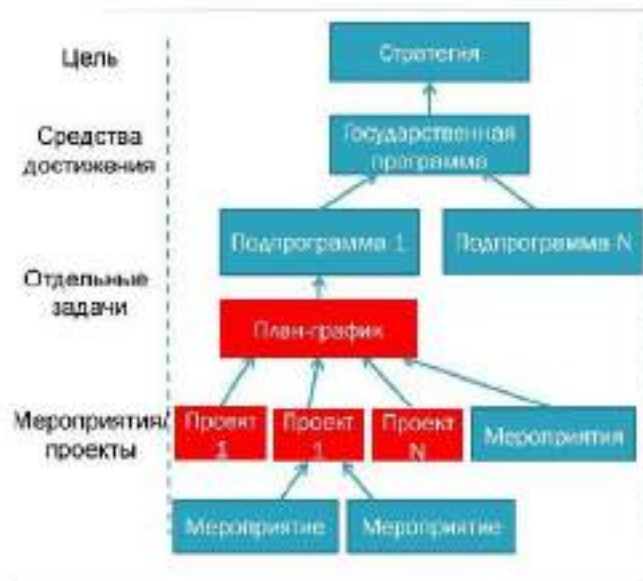 Цель
Стратегия
Средства
достижения
Государственная
программа
Подпрограмма 1
Подпрограмма N
Отдельные
задачи
План-график
Мероприятия/
проекты
Проект
1
Проект
1
Проект
N
Мероприятия
Мероприятие
Мероприятие